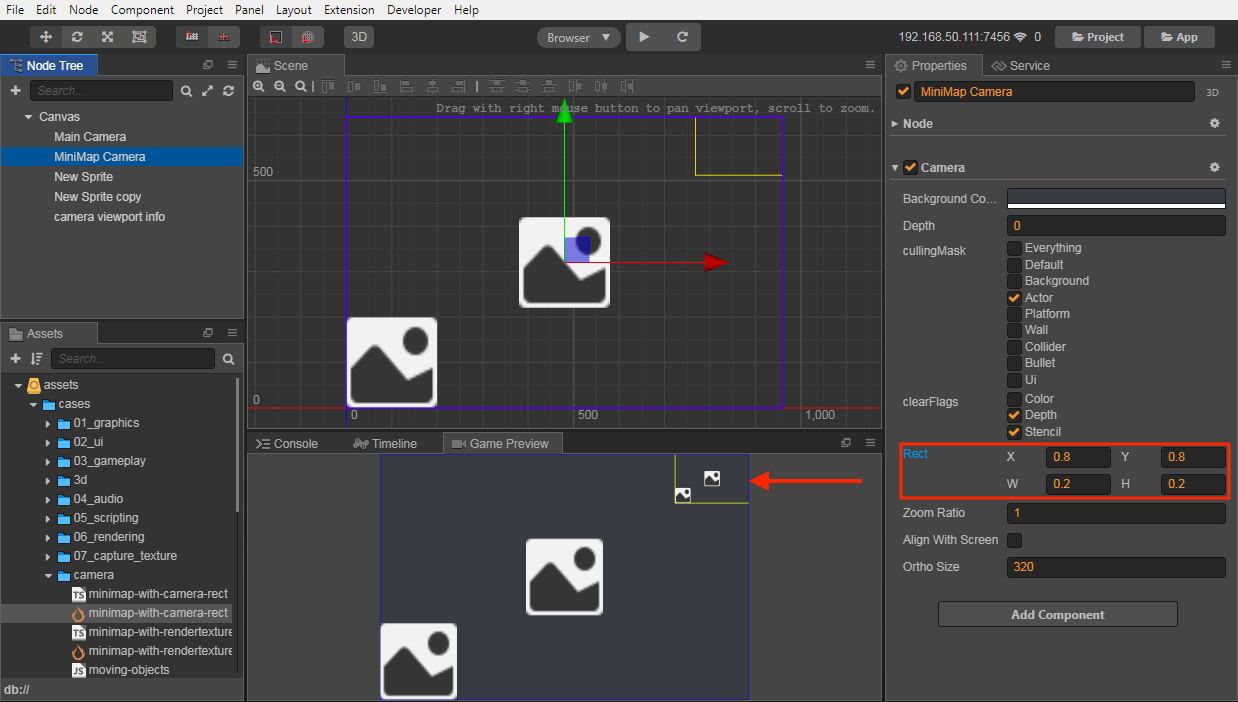 File Edit Node Component Project Panel Layout Extension Developer Help
3D Browser 192.168.50.111:7456 0 Project App
Node Tree
Search...
Canvas
Main Camera
MiniMap Camera
New Sprite
New Sprite copy
camera viewport info
Assets
Search...
assets
cases
01_graphics
02_ui
03_gameplay
3d
04_audio
05_scripting
06_rendering
07_capture_texture
camera
minimap-with-camera-rect
minimap-with-camera-rect
minimap-with-rendertexture
minimap-with-rendertexture
moving-objects
db://
Scene
Drag with right mouse button to pan viewport, scroll to zoom.
500
0
0 500 1,000
Console Timeline Game Preview
Properties Service
MiniMap Camera 3D
Node
Camera
Background Co...
Depth 0
cullingMask Everything
Default
Background
Actor
Platform
Wall
Collider
Bullet
Ui
clearFlags Color
Depth
Stencil
Rect X 0.8 Y 0.8
W 0.2 H 0.2
Zoom Ratio 1
Align With Screen
Ortho Size 320
Add Component